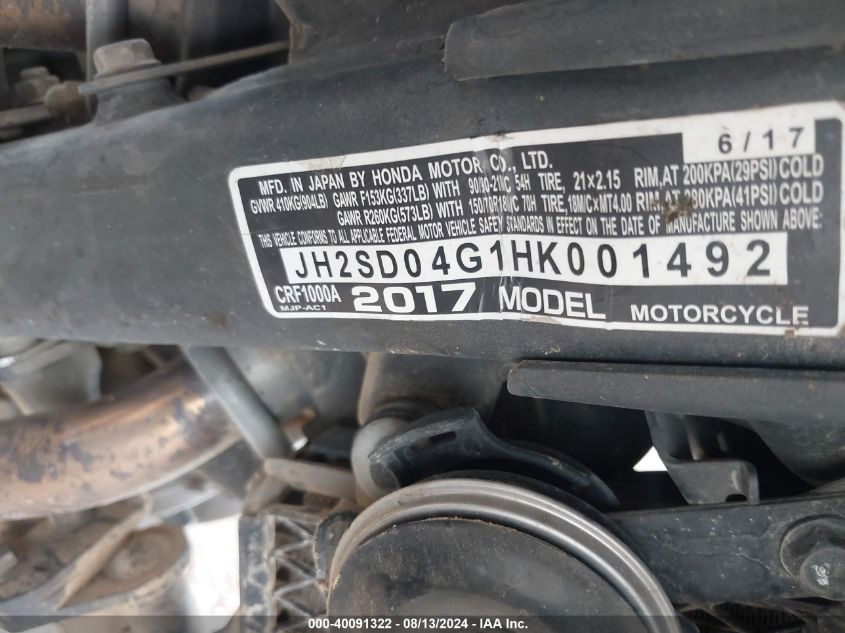 6/17
MFD. IN JAPAN BY HONDA MOTOR CO., LTD.
GVWR 410KG(904LB) GAWR F153KG(337LB) WITH 90/90-21M/C 54H TIRE, 21×2.15 RIM,AT 200KPA(29PSI)COLD
GAWR R260KG(573LB) WITH 150/70R18M/C 70H TIRE,18M/C×MT4.00 RIM,AT 280KPA(41PSI)COLD
THIS VEHICLE CONFORMS TO ALL APPLICABLE FEDERAL MOTOR VEHICLE SAFETY STANDARDS IN EFFECT ON THE DATE OF MANUFACTURE SHOWN ABOVE.
JH2SD04G1HK001492
CRF1000A 2017 MODEL MOTORCYCLE
MJP-AC1
000-40091322 - 08/13/2024 - IAA Inc.